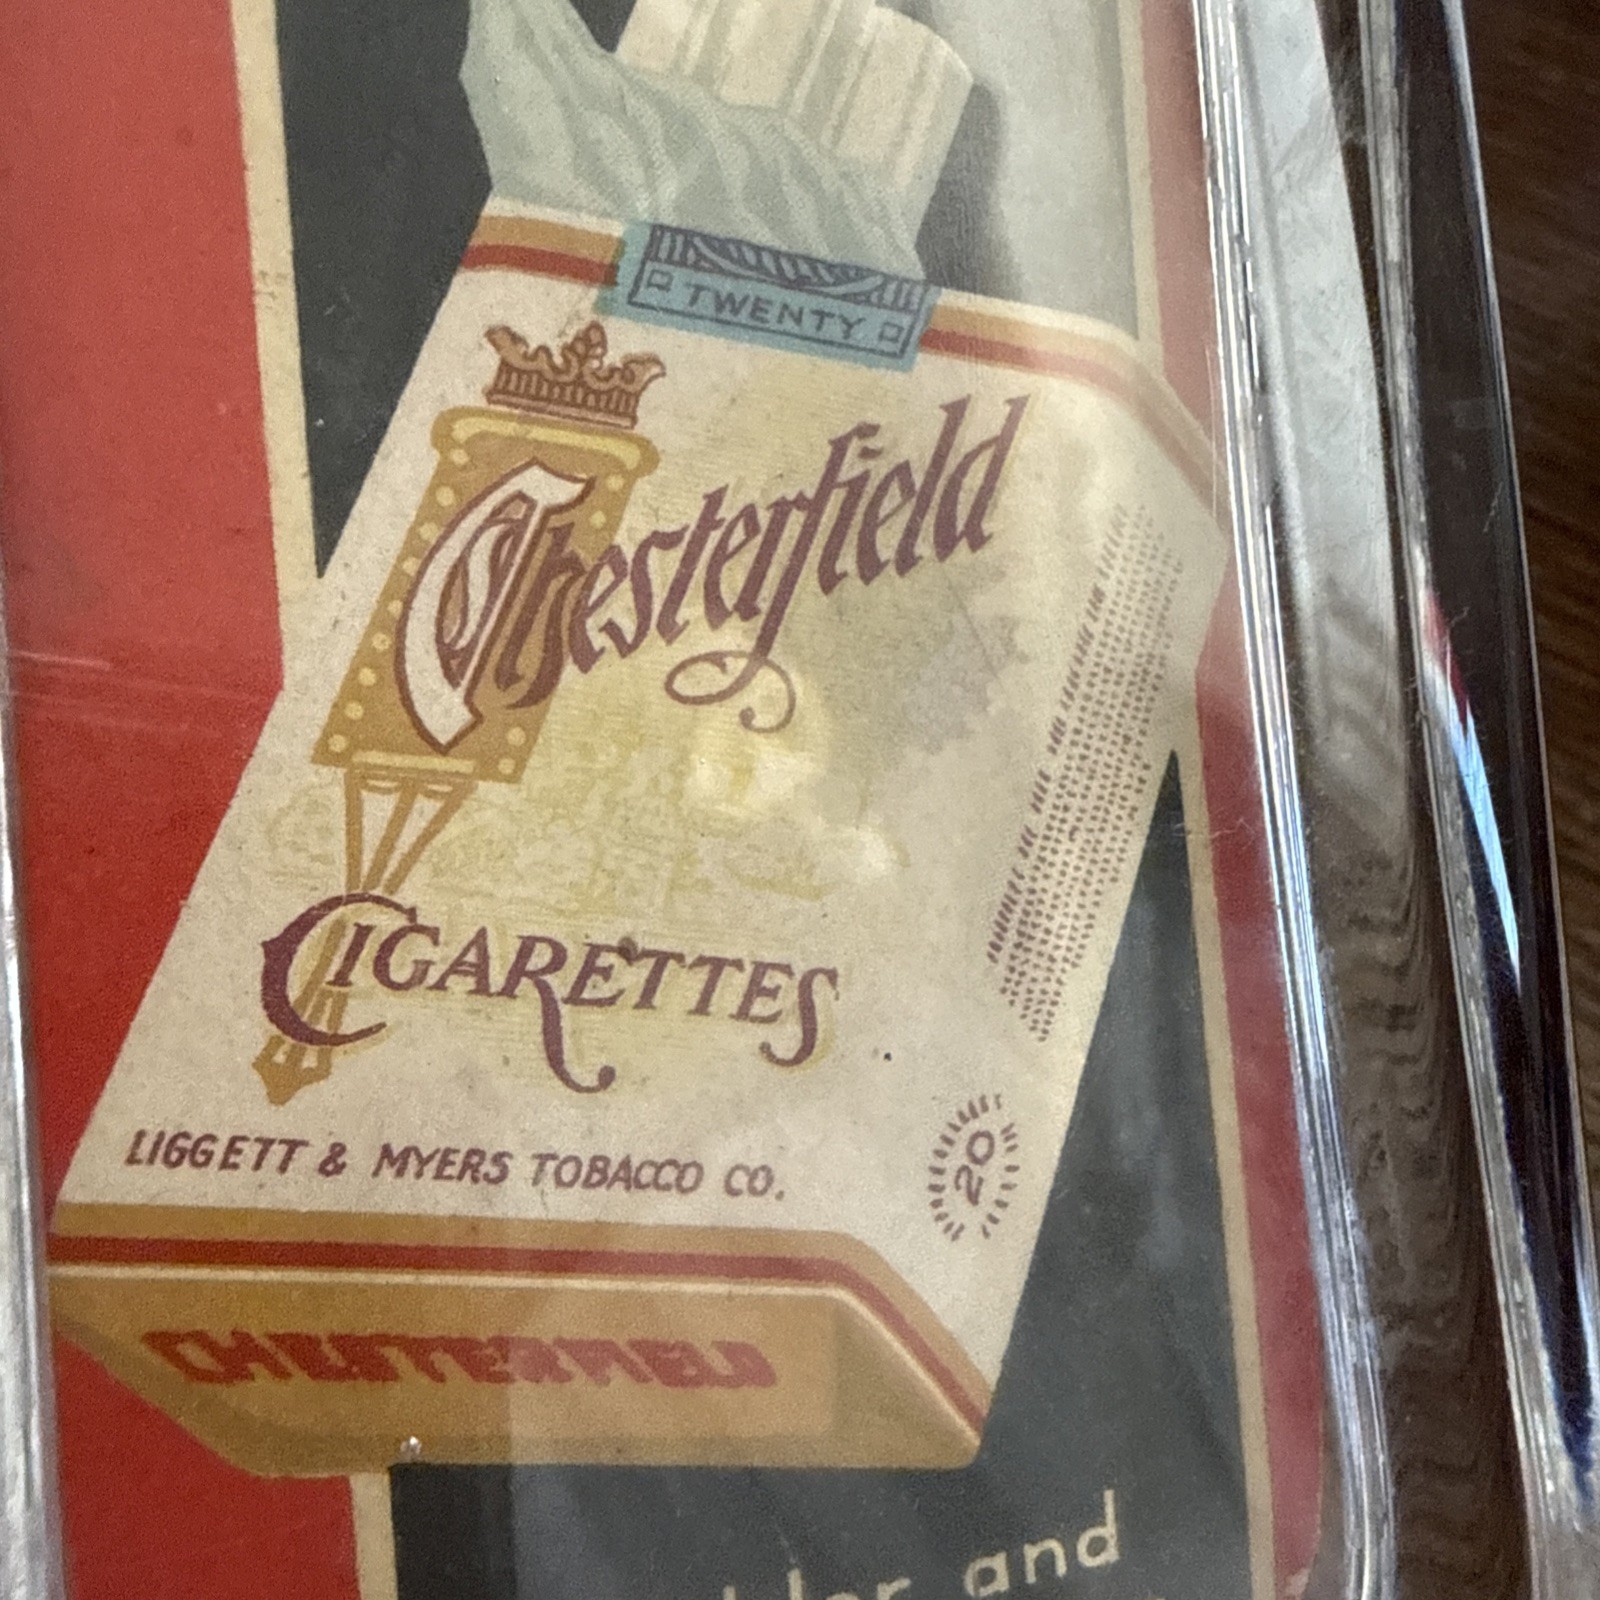 TWENTY
Chesterfield
CIGARETTES
LIGGETT & MYERS TOBACCO CO.
20
CHESTERFIELD
and